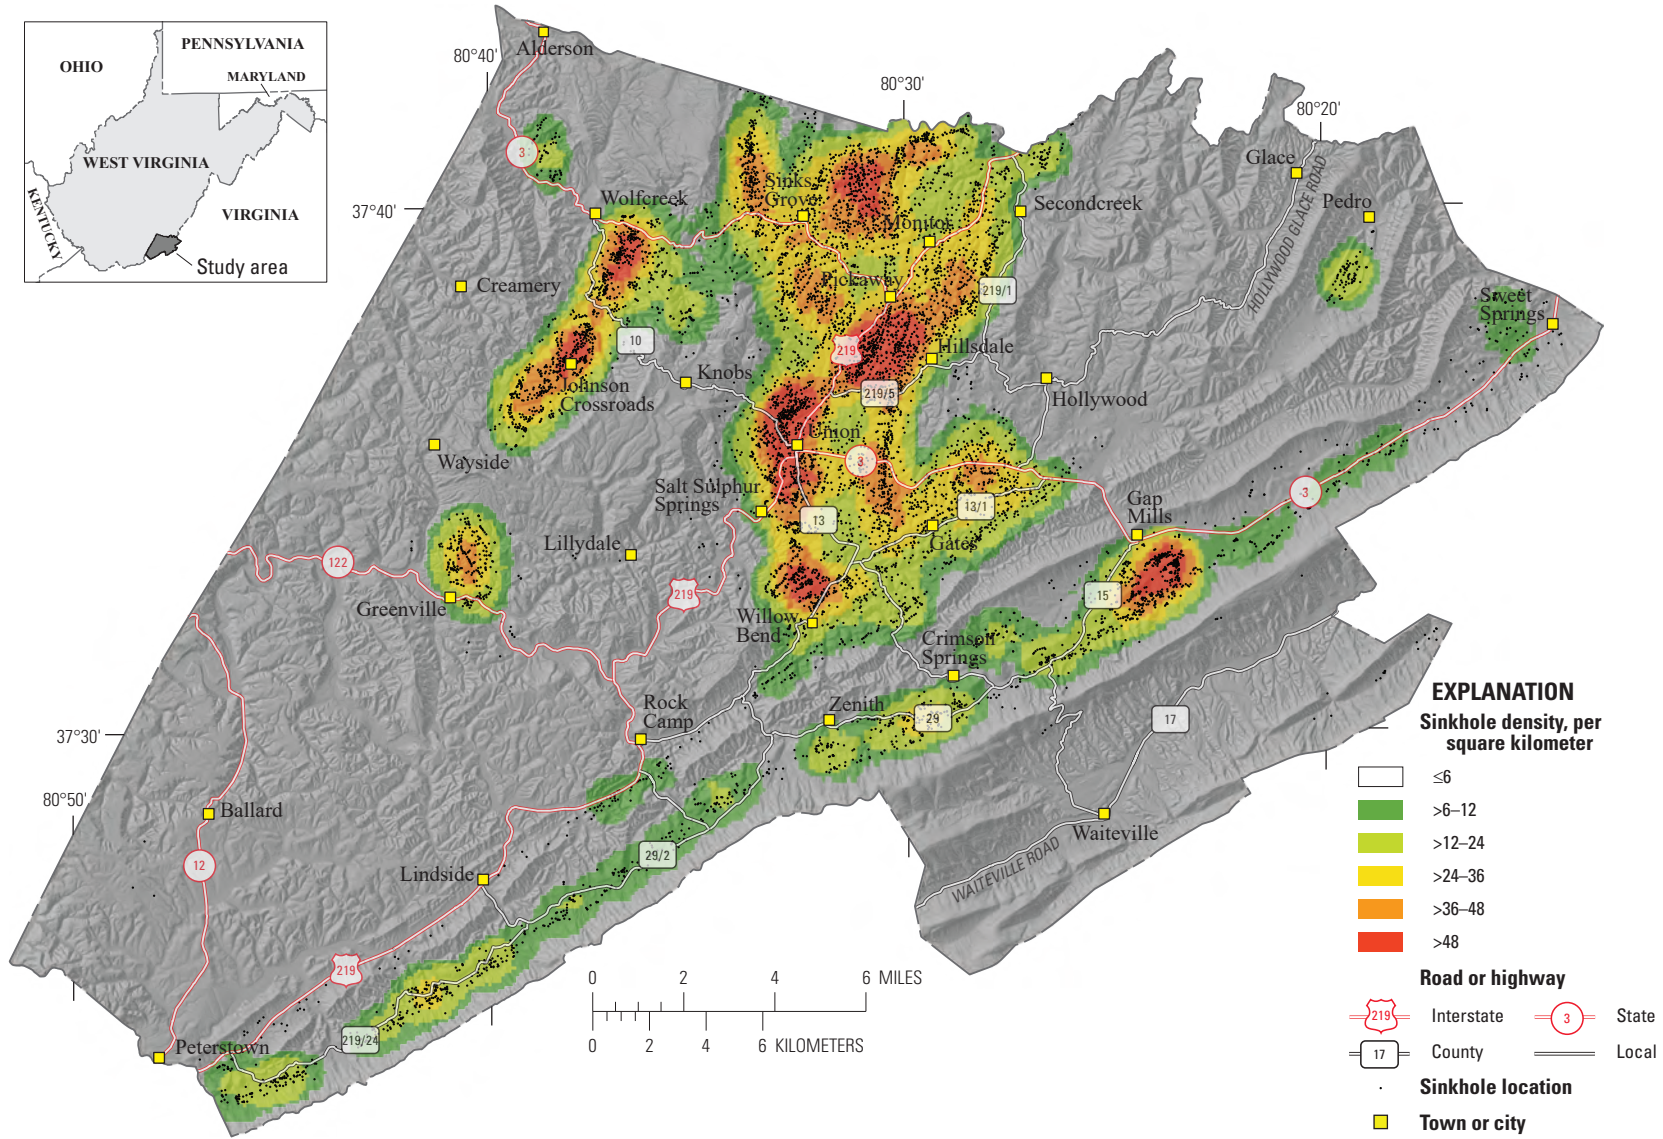 OHIO
PENNSYLVANIA
MARYLAND
WEST VIRGINIA
KENTUCKY
VIRGINIA
Study area
80°40'
80°30'
80°20'
37°40'
37°30'
80°50'
Alderson
3
Wolfcreek
Sinks
Grove
Monitor
Secondcreek
Glace
HOLLYWOOD GLACE ROAD
Pedro
Creamery
Pickaway
219/1
Sweet
Springs
10
219
Hillsdale
Knobs
Johnson
Crossroads
219/5
Hollywood
Union
Wayside
3
Salt Sulphur
Springs
3
13
13/1
Gap
Mills
Lillydale
Gates
122
Greenville
219
15
Willow
Bend
Crimson
Springs
Rock
Camp
Zenith
29
17
Ballard
Waiteville
WAITEVILLE ROAD
12
29/2
Lindside
219
219/24
Peterstown
0 2 4 6 MILES
0 2 4 6 KILOMETERS
EXPLANATION
Sinkhole density, per
square kilometer
≤6
>6–12
>12–24
>24–36
>36–48
>48
Road or highway
219 Interstate 3 State
17 County Local
Sinkhole location
Town or city